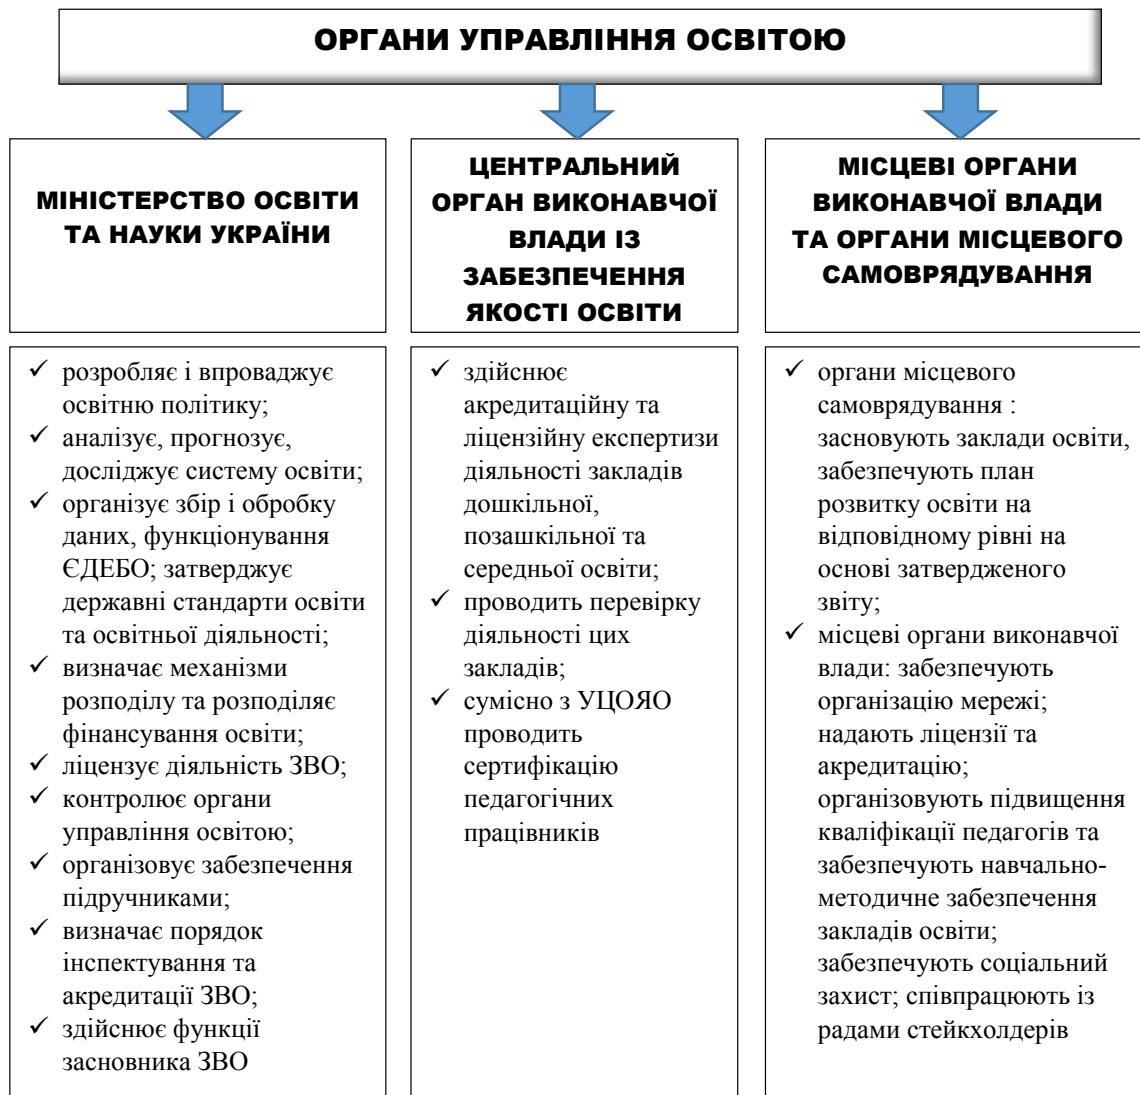 ОРГАНИ УПРАВЛІННЯ ОСВІТОЮ
МІНІСТЕРСТВО ОСВІТИ
ТА НАУКИ УКРАЇНИ
ЦЕНТРАЛЬНИЙ
ОРГАН ВИКОНАВЧОЇ
ВЛАДИ ІЗ
ЗАБЕЗПЕЧЕННЯ
ЯКОСТІ ОСВІТИ
МІСЦЕВІ ОРГАНИ
ВИКОНАВЧОЇ ВЛАДИ
ТА ОРГАНИ МІСЦЕВОГО
САМОВРЯДУВАННЯ
✓ розробляє і впроваджує
освітню політику;
✓ аналізує, прогнозує,
досліджує систему освіти;
✓ організує збір і обробку
даних, функціонування
ЄДЕБО; затверджує
державні стандарти освіти
та освітньої діяльності;
✓ визначає механізми
розподілу та розподіляє
фінансування освіти;
✓ ліцензує діяльність ЗВО;
✓ контролює органи
управління освітою;
✓ організовує забезпечення
підручниками;
✓ визначає порядок
інспектування та
акредитації ЗВО;
✓ здійснює функції
засновника ЗВО
✓ здійснює
акредитаційну та
ліцензійну експертизи
діяльності закладів
дошкільної,
позашкільної та
середньої освіти;
✓ проводить перевірку
діяльності цих
закладів;
✓ сумісно з УЦОЯО
проводить
сертифікацію
педагогічних
працівників
✓ органи місцевого
самоврядування :
засновують заклади освіти,
забезпечують план
розвитку освіти на
відповідному рівні на
основі затвердженого
звіту;
✓ місцеві органи виконавчої
влади: забезпечують
організацію мережі;
надають ліцензії та
акредитацію;
організовують підвищення
кваліфікації педагогів та
забезпечують навчально-
методичне забезпечення
закладів освіти;
забезпечують соціальний
захист; співпрацюють із
радами стейкхолдерів